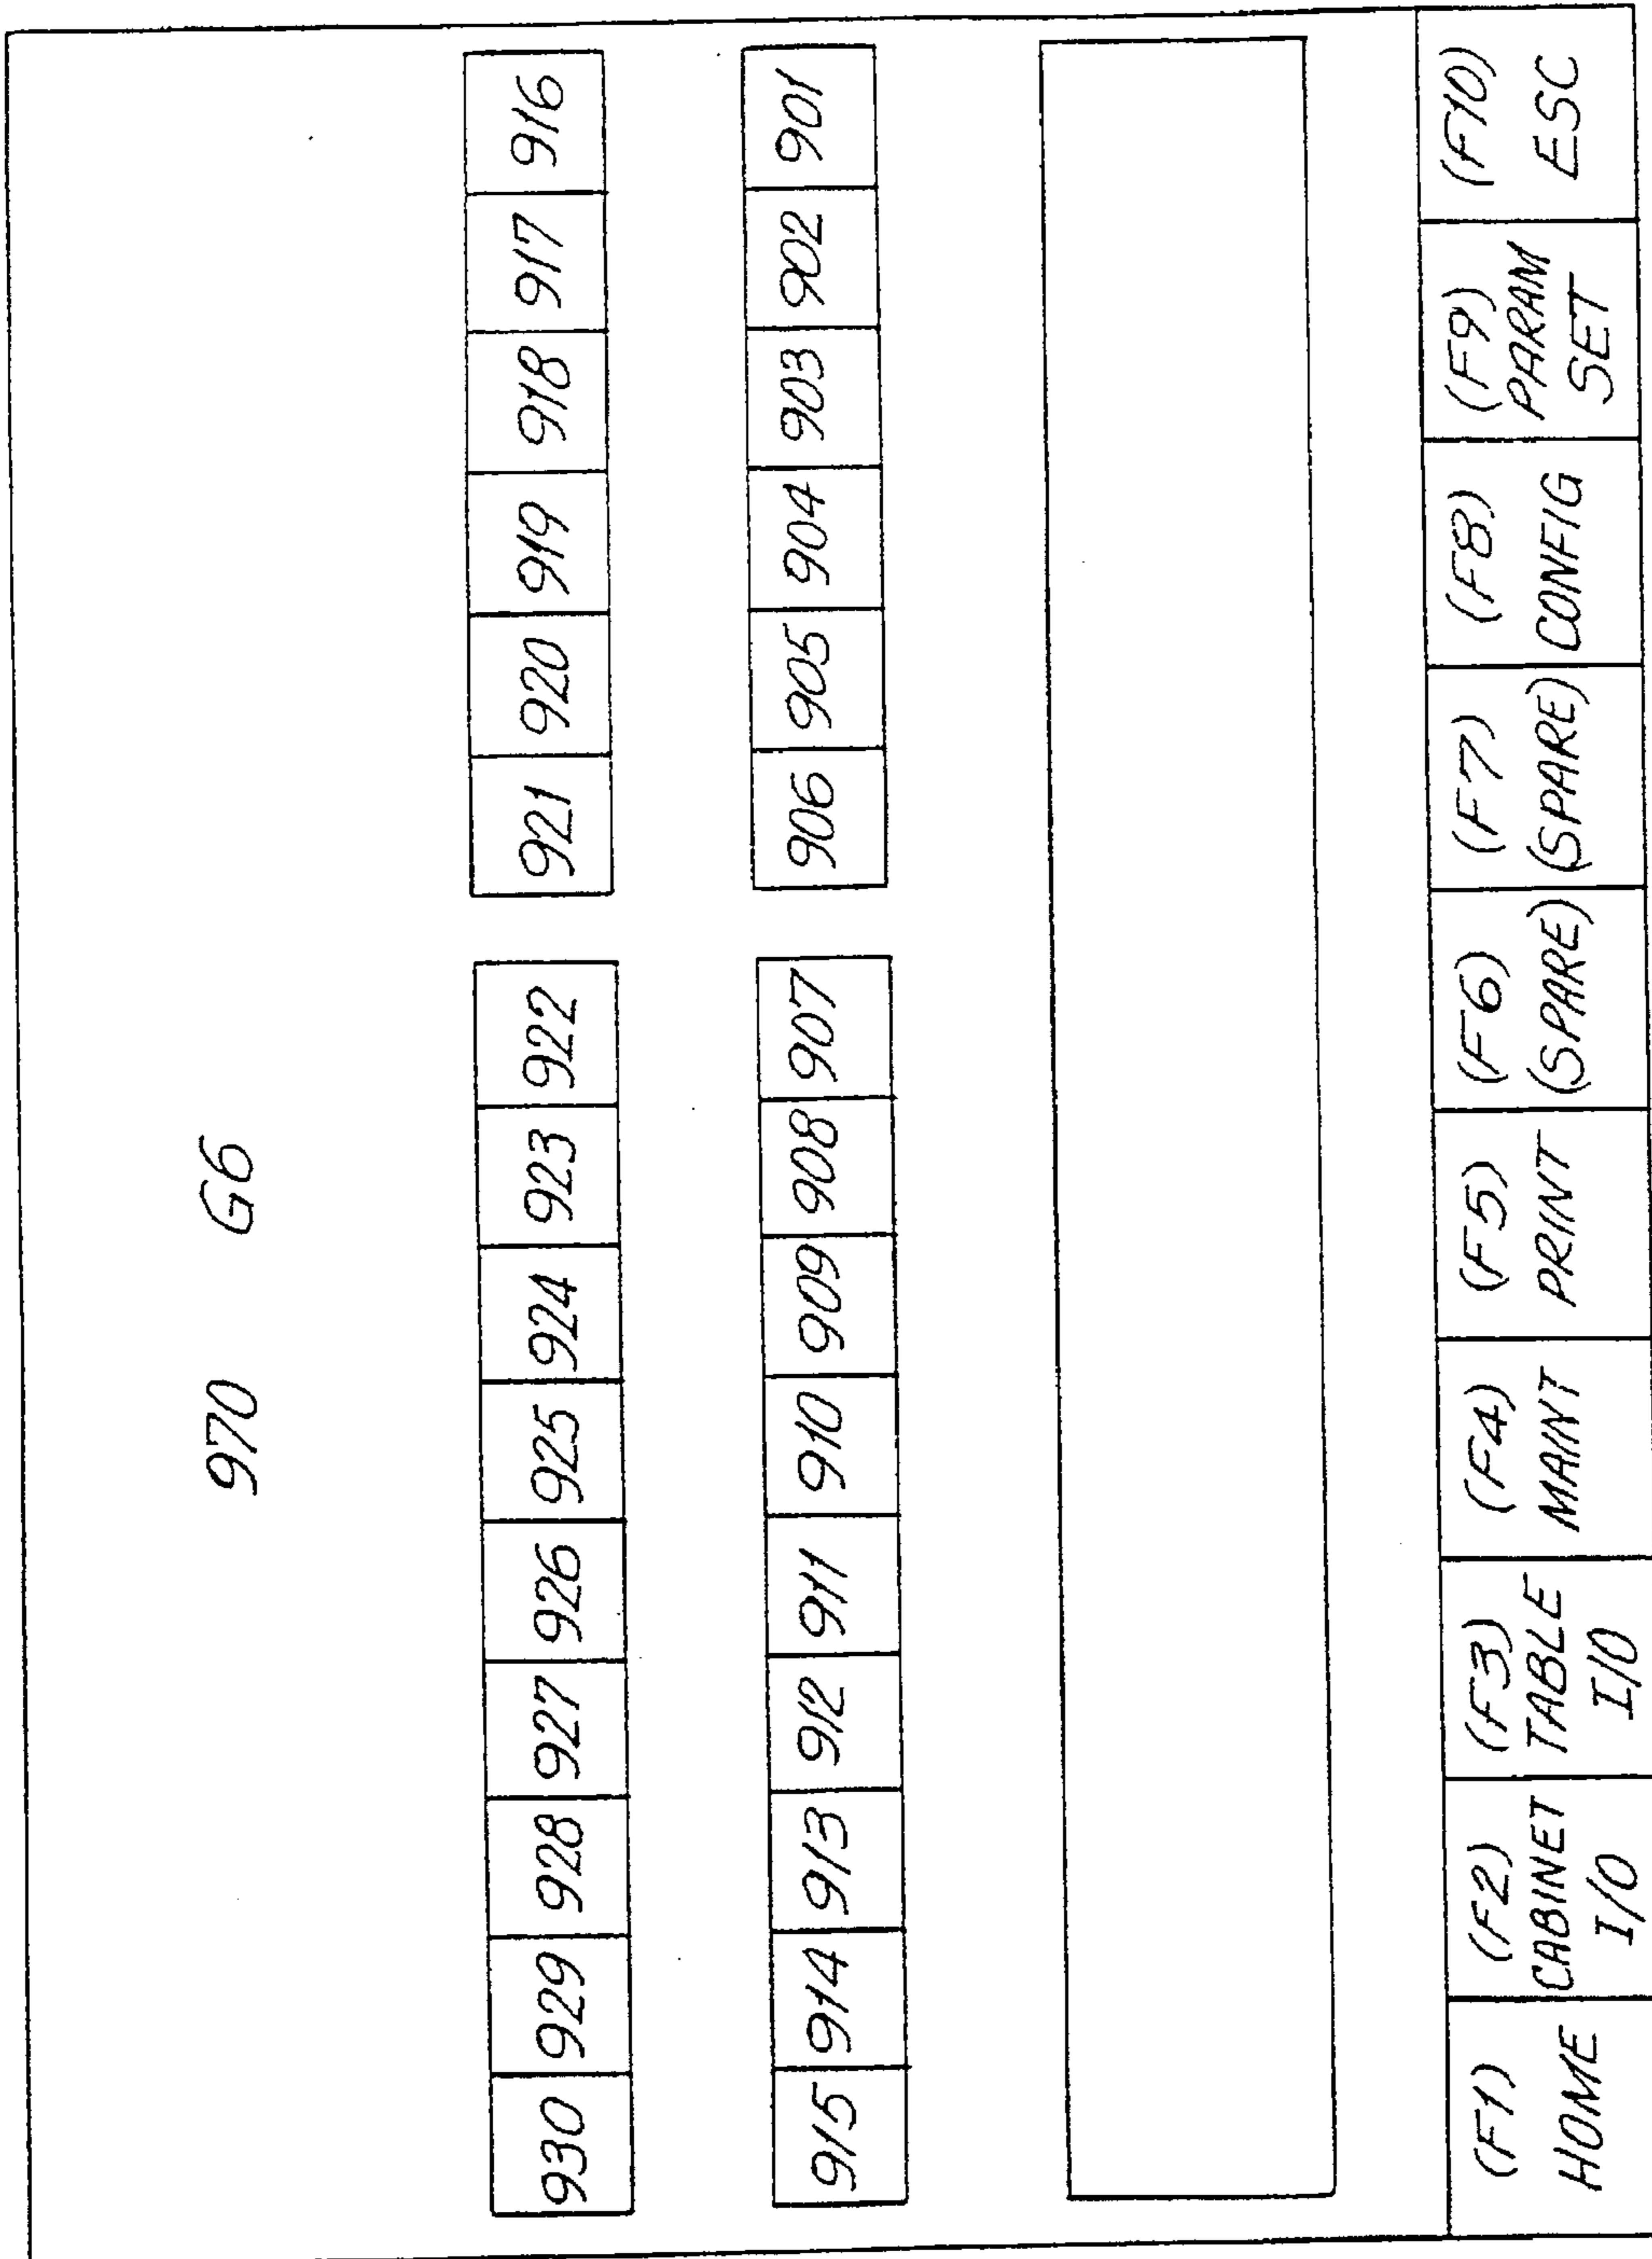 970 G6
930 929 928 927 926 925 924 923 922 921 920 919 918 917 916
915 914 913 912 911 910 909 908 907 906 905 904 903 902 901
(F1) (F2) (F3) (F4) (F5) (F6) (F7) (F8) (F9) (F10)
HOME CABINET TABLE MAINT PRINT (SPARE) (SPARE) CONFIG PARAM ESC
I/O I/O SET